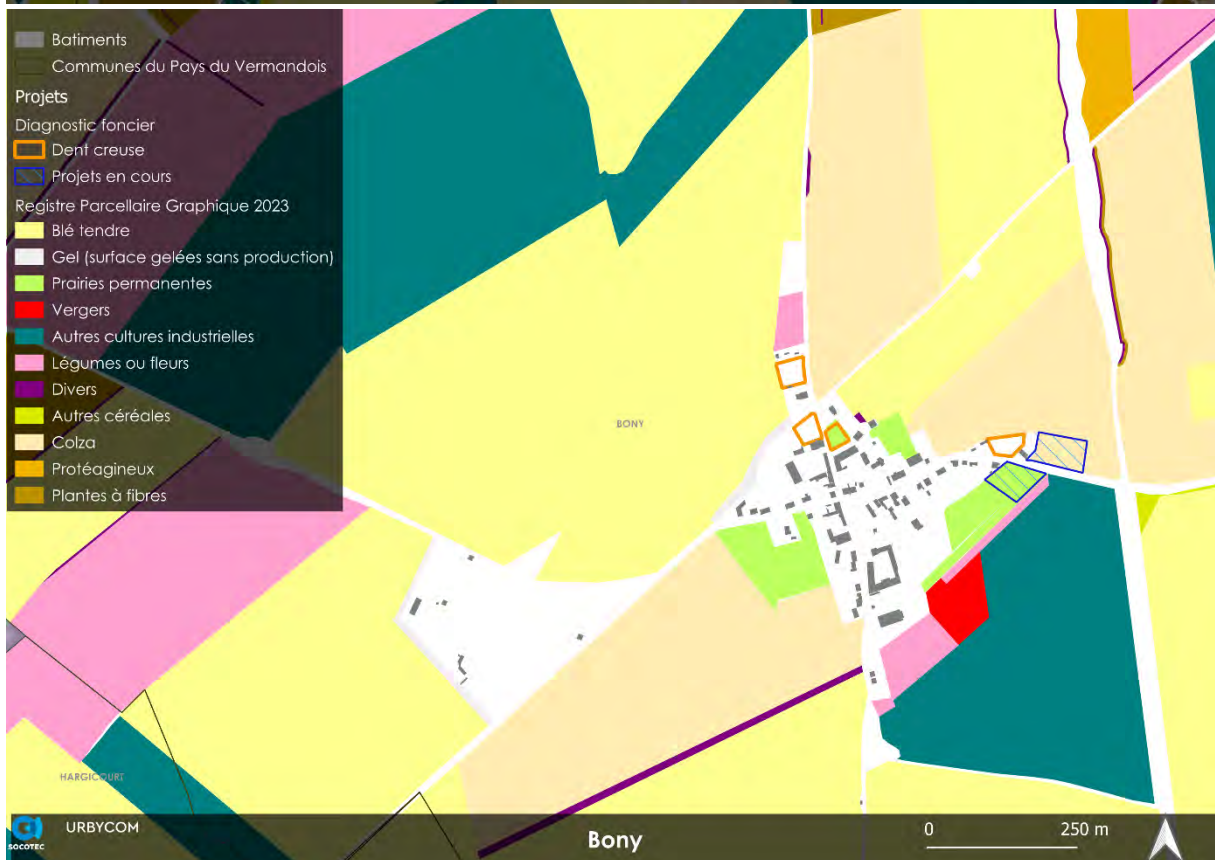 Batiments
Communes du Pays du Vermandois
Projets
Diagnostic foncier
Dent creuse
Projets en cours
Registre Parcellaire Graphique 2023
Blé tendre
Gel (surface gelées sans production)
Prairies permanentes
Vergers
Autres cultures industrielles
Légumes ou fleurs
Divers
Autres céréales
Colza
Protéagineux
Plantes à fibres
BONY
HARGICOURT
SOCOTEC
URBYCOM
Bony
0 250 m